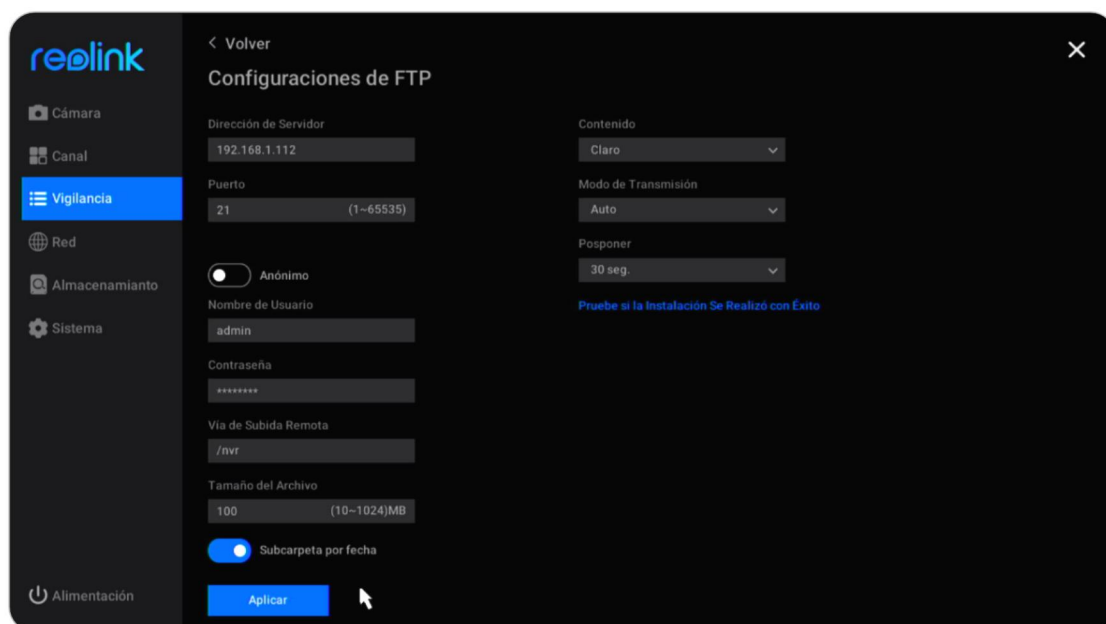 reolink
Cámara
Canal
Vigilancia
Red
Almacenamianto
Sistema
Alimentación
< Volver
Configuraciones de FTP
Dirección de Servidor
192.168.1.112
Puerto
21 (1~65535)
Anónimo
Nombre de Usuario
admin
Contraseña
********
Vía de Subida Remota
/nvr
Tamaño del Archivo
100 (10~1024)MB
Subcarpeta por fecha
Aplicar
Contenido
Claro
Modo de Transmisión
Auto
Posponer
30 seg.
Pruebe si la Instalación Se Realizó con Éxito